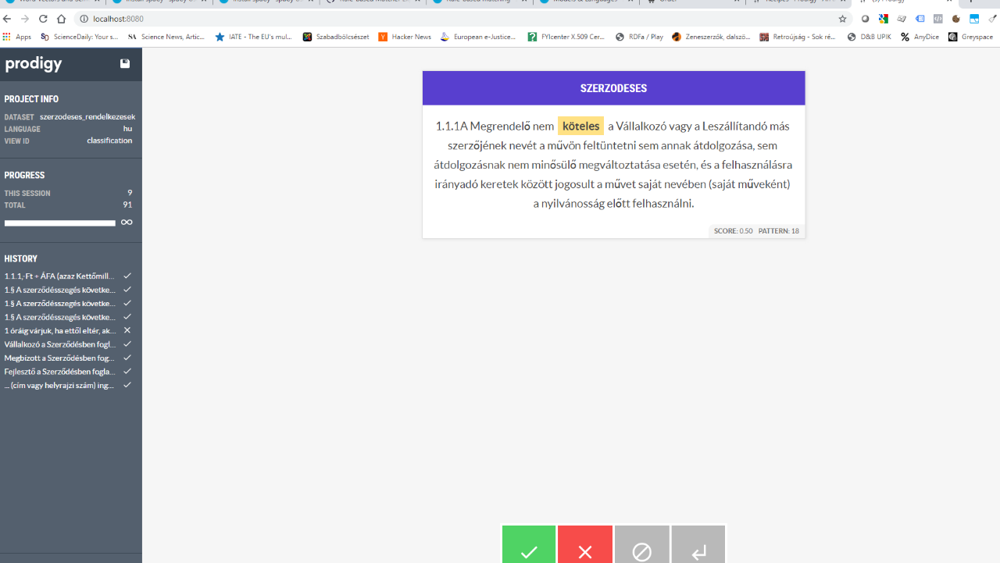 localhost:8080
Apps
SD ScienceDaily: Your s...
SA Science News, Artic...
IATE - The EU's mul...
Szabadbölcsészet
Y Hacker News
European e-Justice...
? FYIcenter X.509 Cer...
RDFa / Play
Zeneszerzők, dalszö...
Retroújság - Sok ré...
D&B UPIK
% AnyDice
Greyspace
prodigy
PROJECT INFO
DATASET szerzodeses_rendelkezesek
LANGUAGE hu
VIEW ID classification
PROGRESS
THIS SESSION 9
TOTAL 91
∞
HISTORY
1.1.1,-Ft + ÁFA (azaz Kettőmill...
1.§ A szerződésszegés követke...
1.§ A szerződésszegés követke...
1.§ A szerződésszegés követke...
1 óráig várjuk, ha ettől eltér, ak...
Vállalkozó a Szerződésben fogl...
Megbízott a Szerződésben fog...
Fejlesztő a Szerződésben fogla...
... (cím vagy helyrajzi szám) ing...
SZERZODESES
1.1.1A Megrendelő nem köteles a Vállalkozó vagy a Leszállítandó más
szerzőjének nevét a művön feltüntetni sem annak átdolgozása, sem
átdolgozásnak nem minősülő megváltoztatása esetén, és a felhasználásra
irányadó keretek között jogosult a művet saját nevében (saját műveként)
a nyilvánosság előtt felhasználni.
SCORE: 0.50 PATTERN: 18